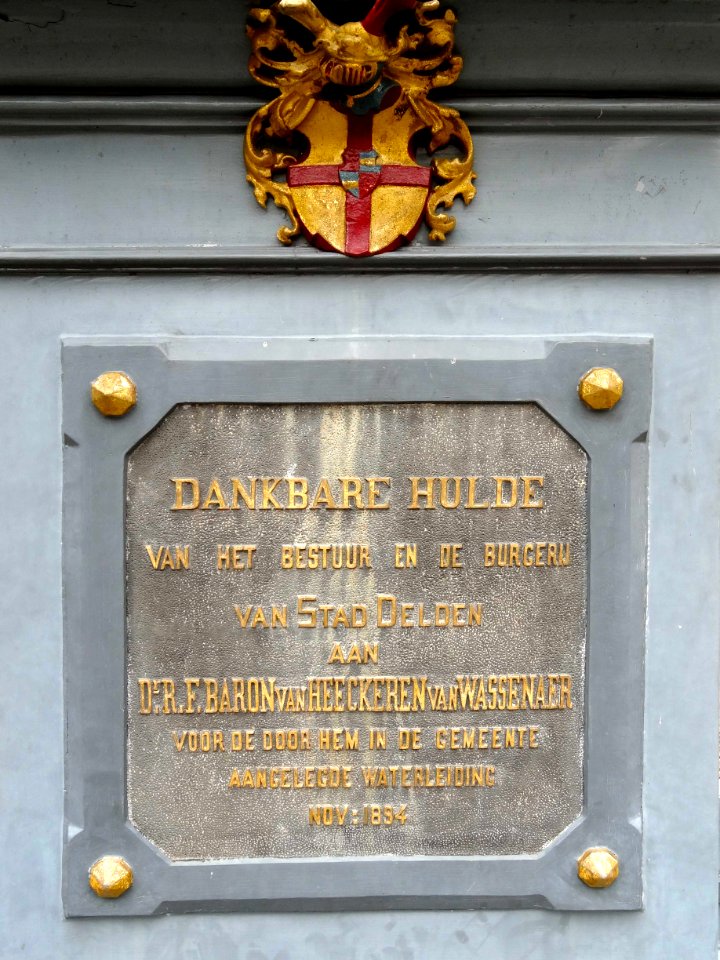 DANKBARE HULDE
VAN HET BESTUUR EN DE BURGERIJ
VAN STAD DELDEN
AAN
Dr. R. F. BARON VAN HEECKEREN VAN WASSENAER
VOOR DE DOOR HEM IN DE GEMEENTE
AANGELEGDE WATERLEIDING
NOV: 1894